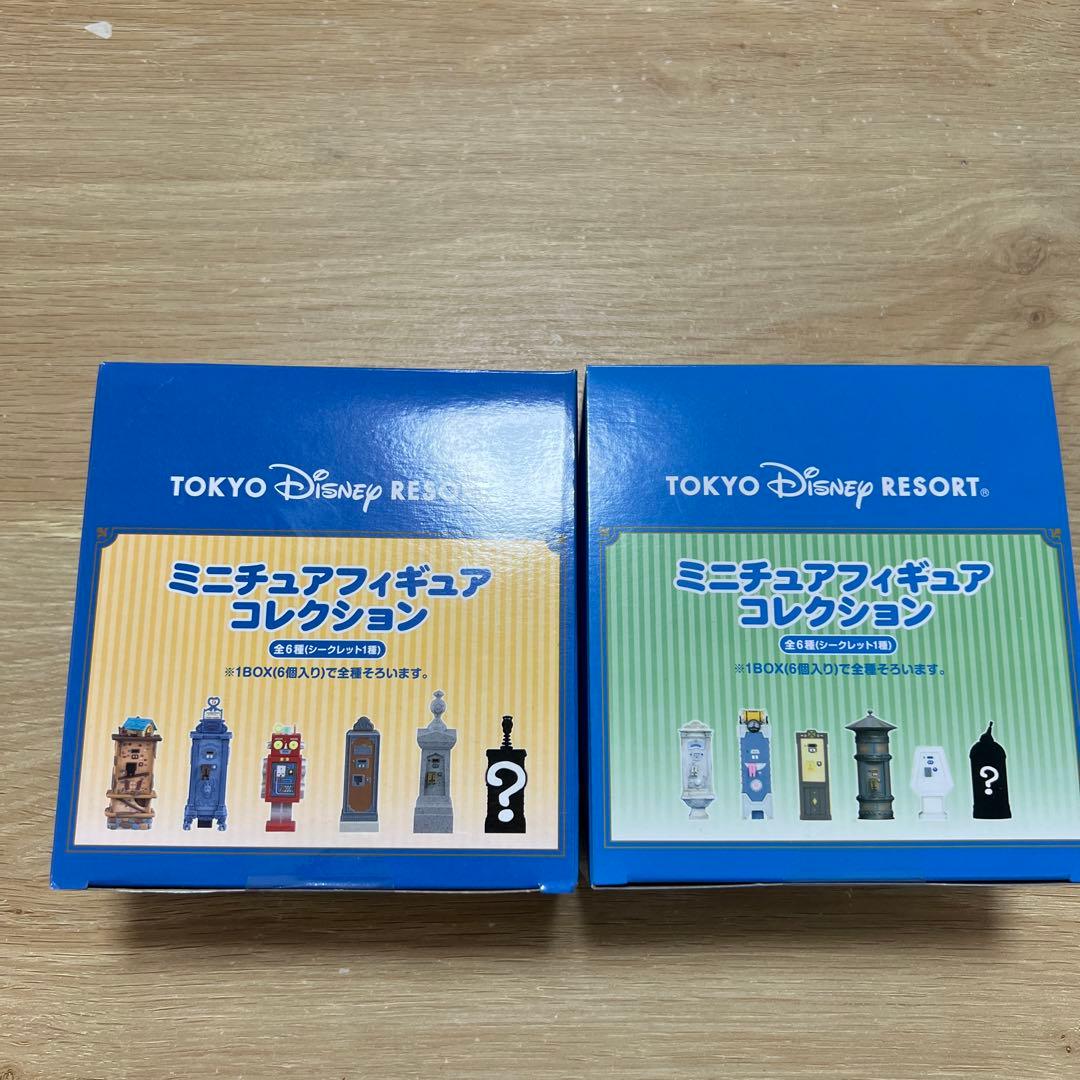 TOKYO Disney RESORT
ミニチュアフィギュア
コレクション
全6種(シークレット1種)
※1BOX(6個入り)で全種そろいます。
?
TOKYO Disney RESORT®
ミニチュアフィギュア
コレクション
全6種(シークレット1種)
※1BOX(6個入り)で全種そろいます。
?